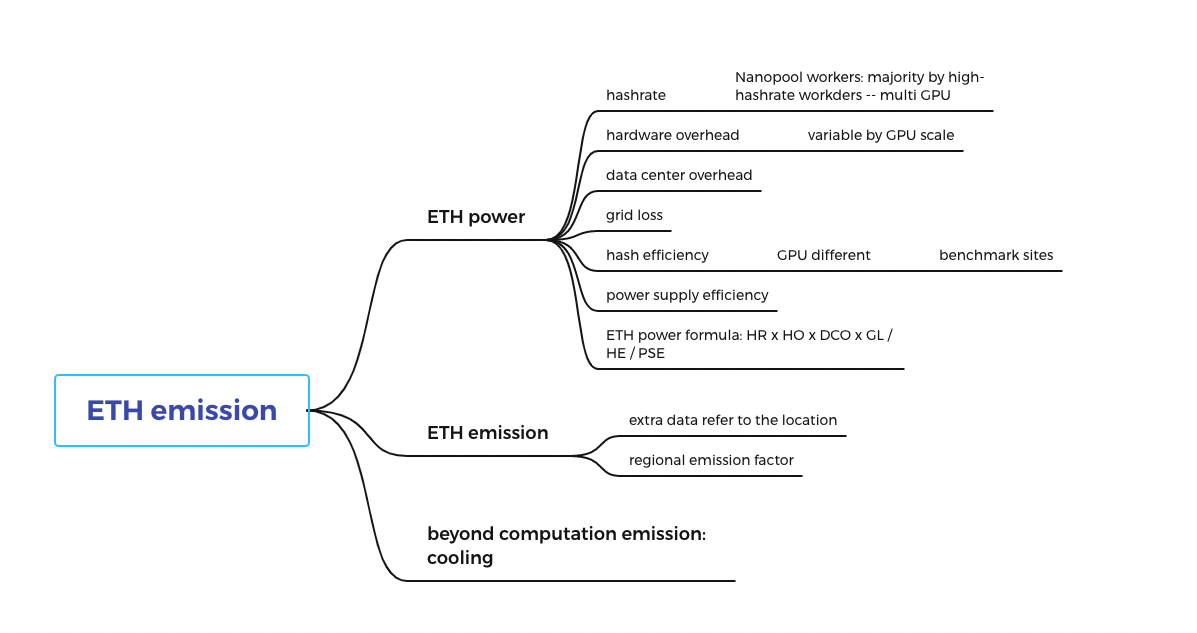 Nanopool workers: majority by high-
hashrate
hashrate workders -- multi GPU
hardware overhead
variable by GPU scale
data center overhead
ETH power
grid loss
hash efficiency
GPU different
benchmark sites
power supply efficiency
ETH power formula: HR x HO x DCO x GL /
HE / PSE
ETH emission
ETH emission
extra data refer to the location
regional emission factor
beyond computation emission:
cooling